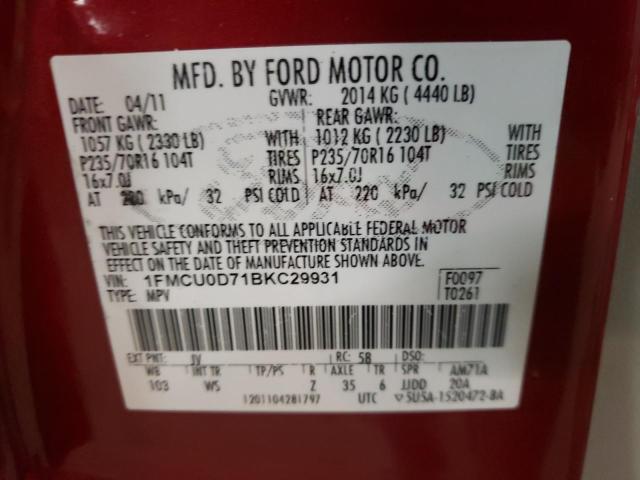 MFD. BY FORD MOTOR CO.
DATE: 04/11 GVWR: 2014 KG ( 4440 LB)
FRONT GAWR: REAR GAWR:
1057 KG ( 2330 LB) WITH 1012 KG ( 2230 LB) WITH
P235/70R16 104T TIRES P235/70R16 104T TIRES
16x7.0J RIMS 16x7.0J RIMS
AT 220 kPa/ 32 PSI COLD AT 220 kPa/ 32 PSI COLD
THIS VEHICLE CONFORMS TO ALL APPLICABLE FEDERAL MOTOR
VEHICLE SAFETY AND THEFT PREVENTION STANDARDS IN
EFFECT ON THE DATE OF MANUFACTURE SHOWN ABOVE.
VIN: 1FMCU0D71BKC29931 F0097
TYPE: MPV T0261
EXT PNT: JV RC: 58 DSO:
WB INT TR TP/PS R AXLE TR SPR AM71A
103 WS Z 35 6 JJDD 20A
1201104281797 UTC 5U5A-1520472-BA